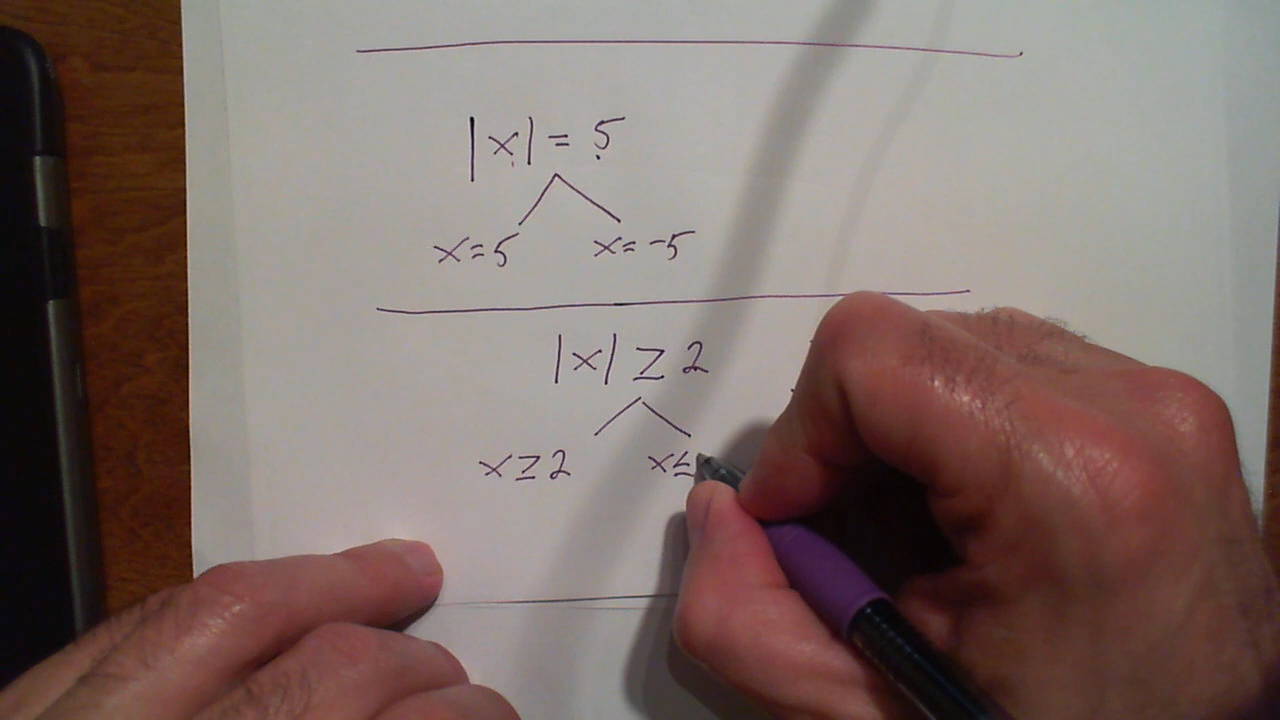 |x| = 5
x=5 x=-5
|x| ≥ 2
x≥2 x≤